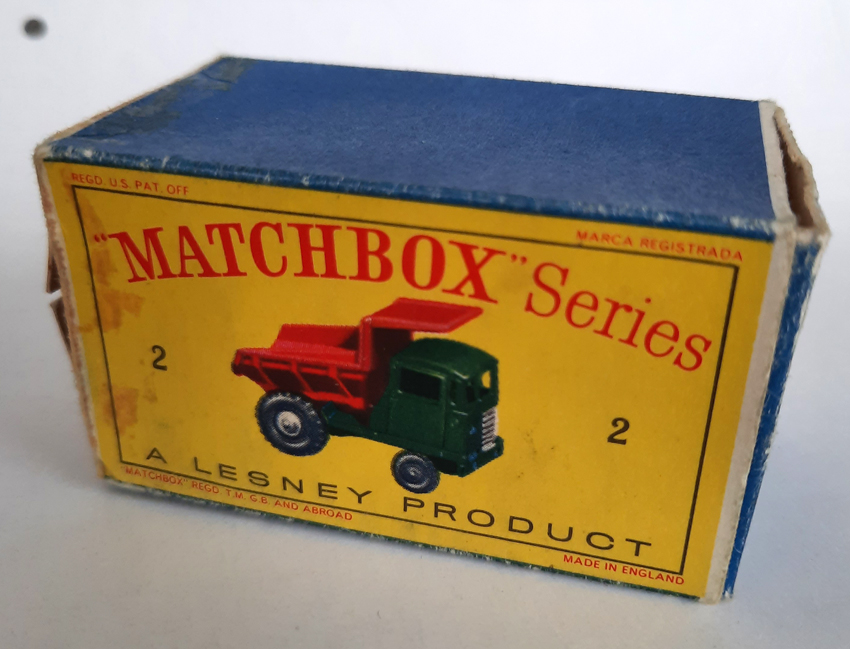 REGD. U.S. PAT. OFF
MARCA REGISTRADA
"MATCHBOX" Series
2
2
A LESNEY PRODUCT
"MATCHBOX" REGD. T.M. G.B. AND ABROAD
MADE IN ENGLAND